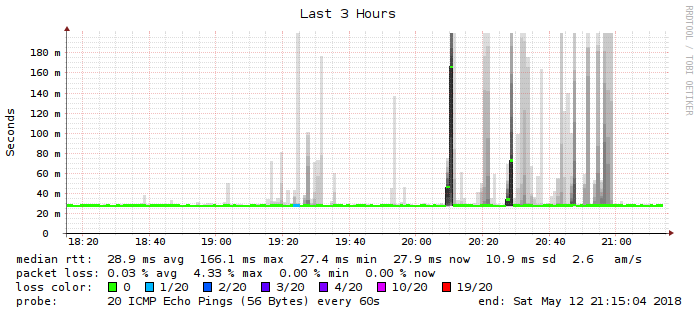 Last 3 Hours
RRDTOOL / TOBI OETIKER
Seconds
180 m
160 m
140 m
120 m
100 m
80 m
60 m
40 m
20 m
0
18:20 18:40 19:00 19:20 19:40 20:00 20:20 20:40 21:00
median rtt: 28.9 ms avg 166.1 ms max 27.4 ms min 27.9 ms now 10.9 ms sd 2.6 am/s
packet loss: 0.03 % avg 4.33 % max 0.00 % min 0.00 % now
loss color: 0 1/20 2/20 3/20 4/20 10/20 19/20
probe: 20 ICMP Echo Pings (56 Bytes) every 60s end: Sat May 12 21:15:04 2018